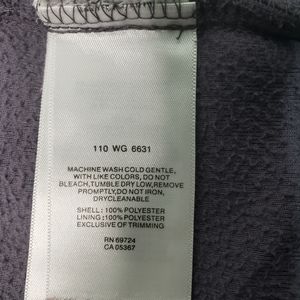 110 WG 6631
MACHINE WASH COLD GENTLE,
WITH LIKE COLORS, DO NOT
BLEACH,TUMBLE DRY LOW,REMOVE
PROMPTLY,DO NOT IRON,
DRYCLEANABLE
SHELL: 100% POLYESTER
LINING: 100% POLYESTER
EXCLUSIVE OF TRIMMING
RN 69724
CA 05367